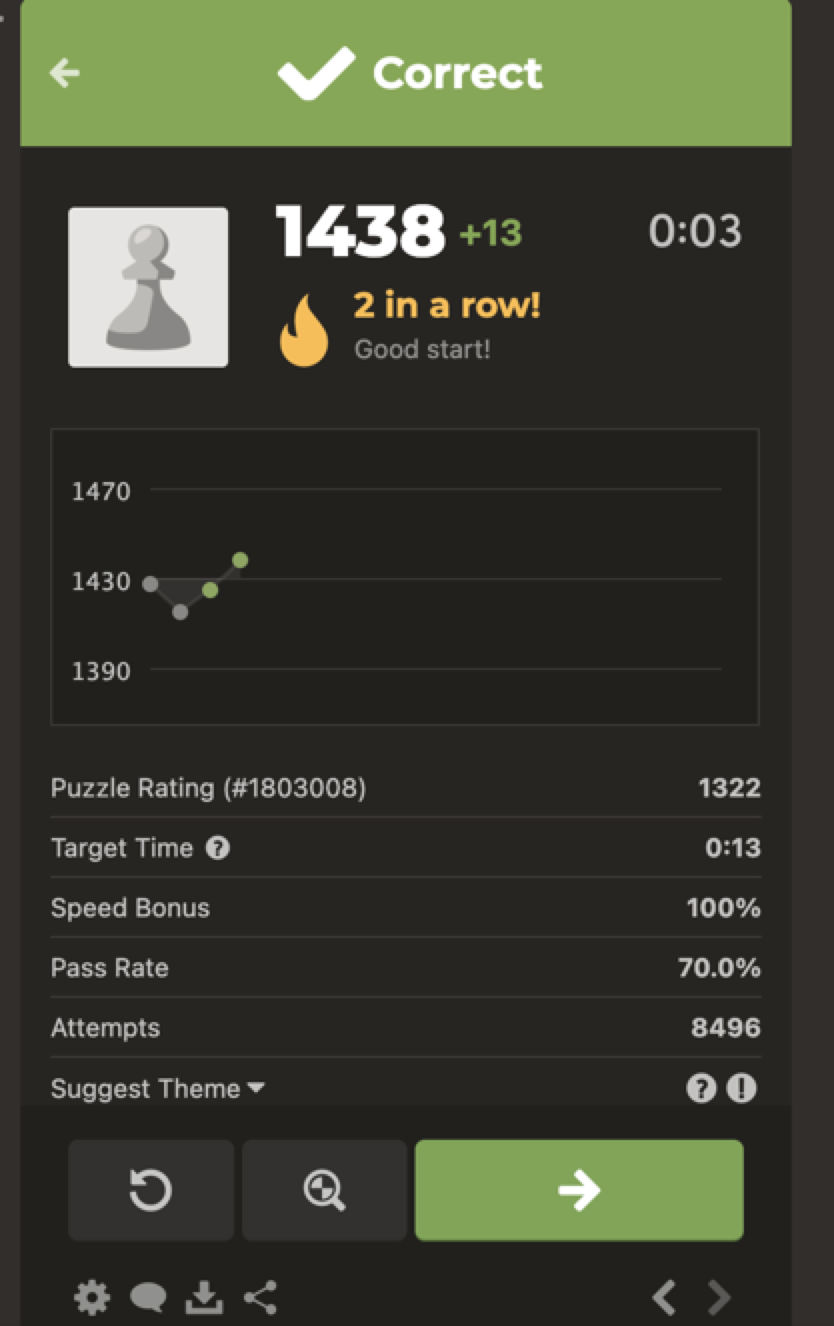 Correct
1438 +13 0:03
2 in a row!
Good start!
1470
1430
1390
Puzzle Rating (#1803008) 1322
Target Time ? 0:13
Speed Bonus 100%
Pass Rate 70.0%
Attempts 8496
Suggest Theme ? !